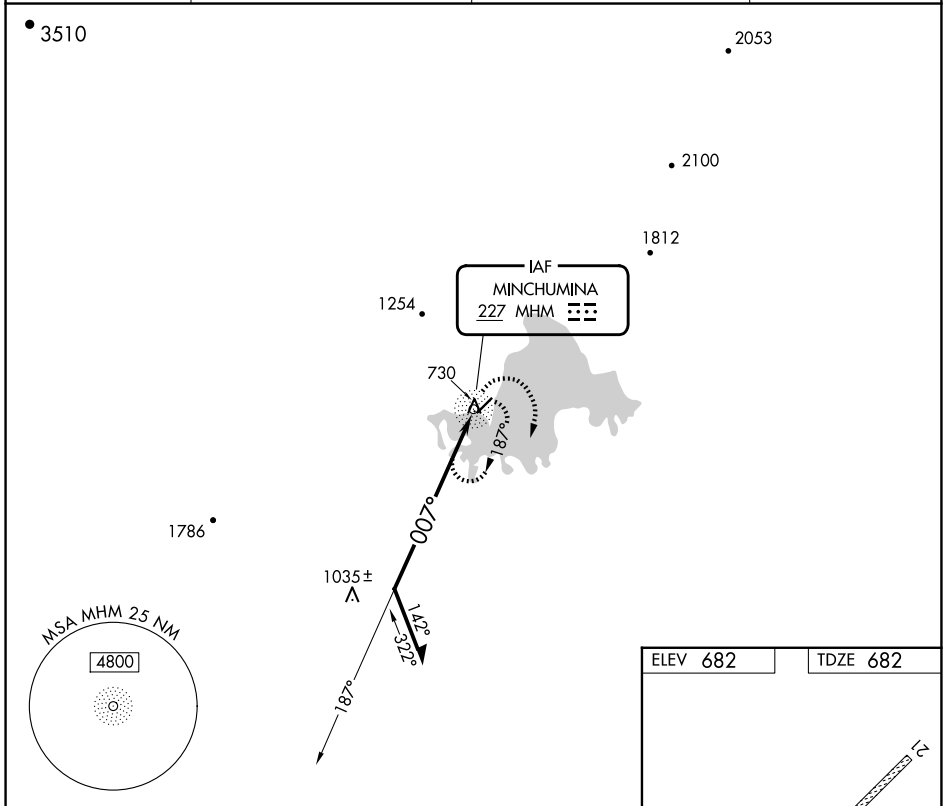 3510
2053
2100
1812
IAF
MINCHUMINA
227 MHM
1254
730
187°
007°
1786
1035±
142°
322°
MSA MHM 25 NM
4800
187°
ELEV 682
TDZE 682
21